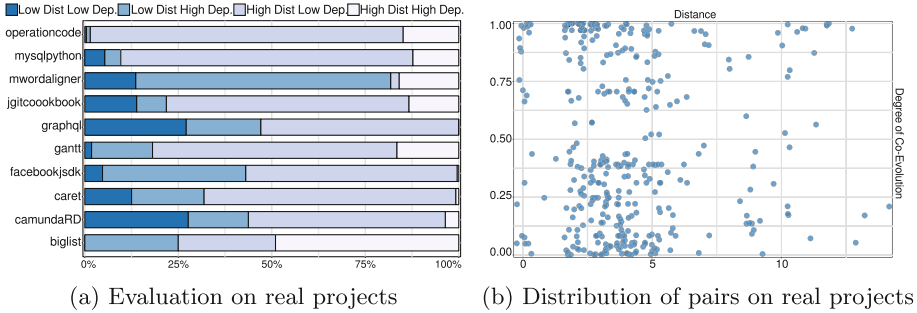 Low Dist Low Dep. Low Dist High Dep. High Dist Low Dep. High Dist High Dep.
operationcode
mysqlpython
mwordaligner
jgitcoookbook
graphql
gantt
facebookjsdk
caret
camundaRD
biglist
0% 25% 50% 75% 100%
(a) Evaluation on real projects
Distance
1.00
0.75
0.50
0.25
0.00
0 5 10
Degree of Co-Evolution
(b) Distribution of pairs on real projects